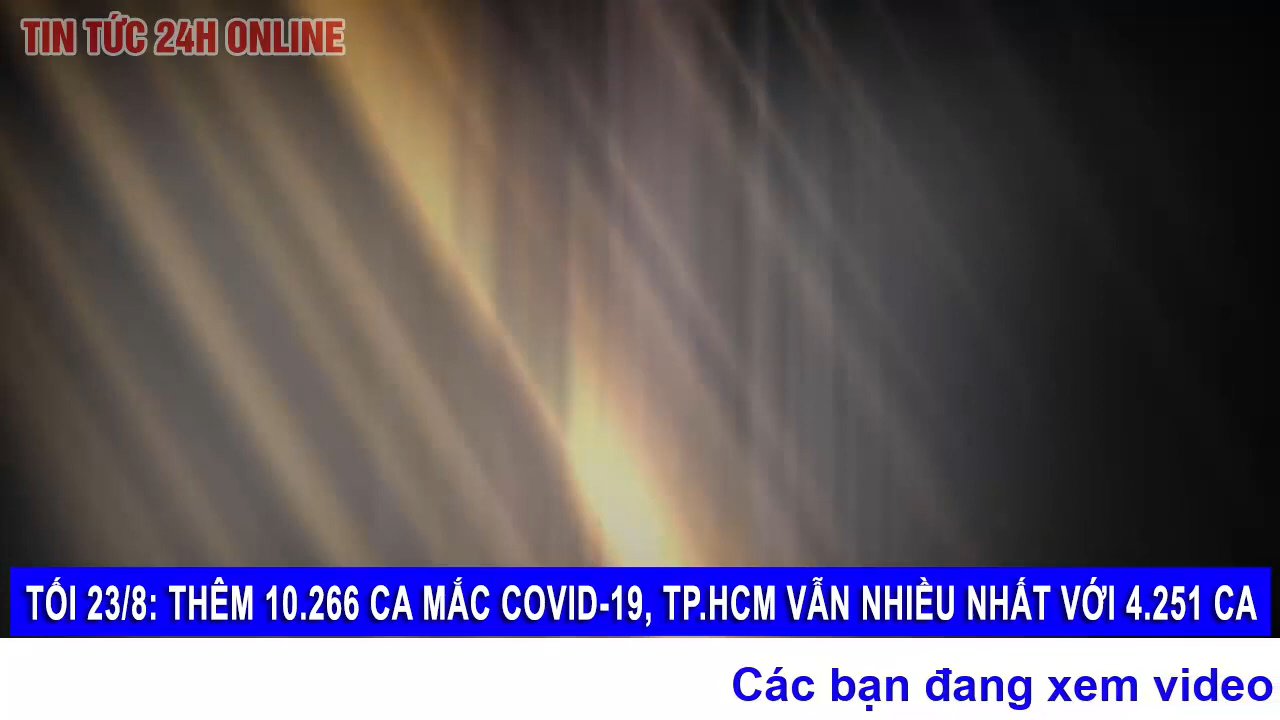 TIN TỨC 24H ONLINE
TỐI 23/8: THÊM 10.266 CA MẮC COVID-19, TP.HCM VẪN NHIỀU NHẤT VỚI 4.251 CA
Các bạn đang xem video